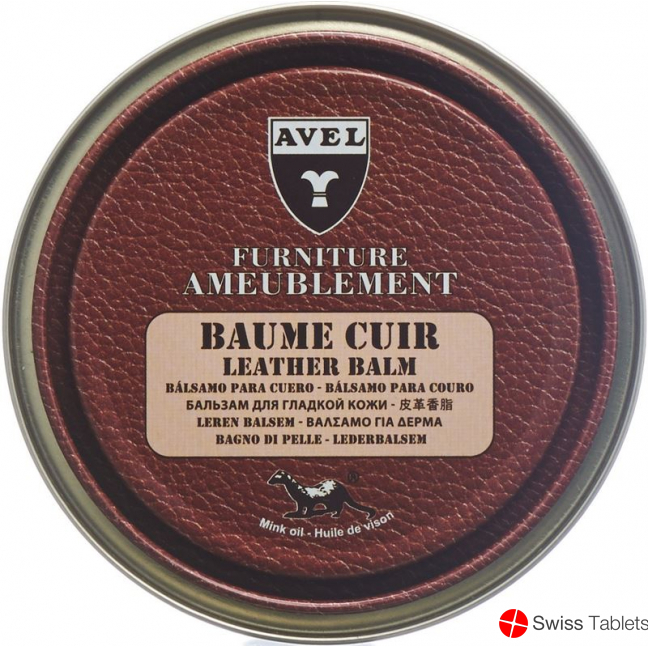 AVEL
FURNITURE
AMEUBLEMENT
BAUME CUIR
LEATHER BALM
BÁLSAMO PARA CUERO - BÁLSAMO PARA COURO
БАЛЬЗАМ ДЛЯ ГЛАДКОЙ КОЖИ - 皮革香脂
LEREN BALSEM - ΒΑΛΣΑΜΟ ΓΙΑ ΔΕΡΜΑ
BAGNO DI PELLE - LEDERBALSEM
®
Mink oil - Huile de vison
Swiss Tablets